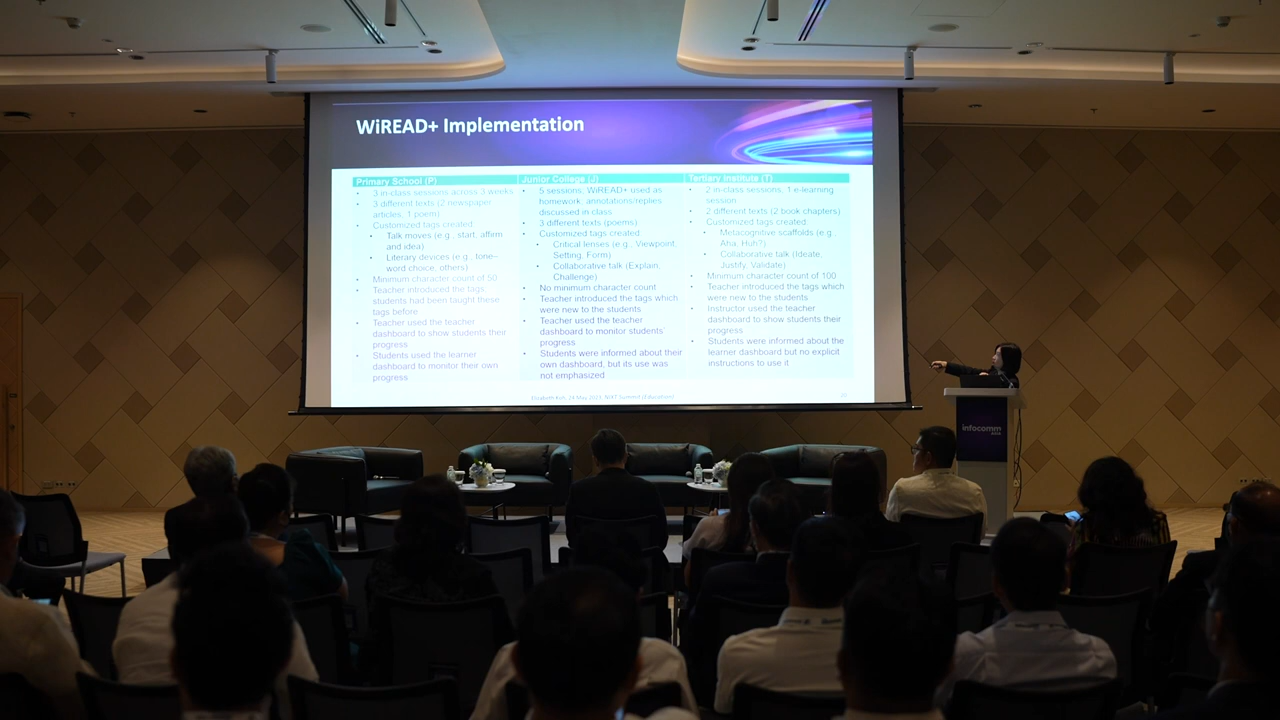 WiREAD+ Implementation
Primary School (P)
• 3 in-class sessions across 3 weeks
• 3 different texts (2 newspaper
articles, 1 poem)
• Customized tags created
• Talk moves (e.g., start, affirm
and idea)
• Literary devices (e.g., tone–
word choice, others)
• Minimum character count of 50
• Teacher introduced the tags,
students had been taught these
tags before
• Teacher used the teacher
dashboard to show students their
progress
• Students used the learner
dashboard to monitor their own
progress
Junior College (J)
• 5 sessions; WiREAD+ used as
homework, annotations/replies
discussed in class
• 3 different texts (poems)
• Customized tags created
• Critical lenses (e.g., Viewpoint,
Setting, Form)
• Collaborative talk (Explain,
Challenge)
• No minimum character count
• Teacher introduced the tags which
were new to the students
• Teacher used the teacher
dashboard to monitor students'
progress
• Students were informed about their
own dashboard, but its use was
not emphasized
Tertiary Institute (T)
• 2 in-class sessions, 1 e-learning
session
• 2 different texts (2 book chapters)
• Customized tags created
• Metacognitive scaffolds (e.g.,
Aha, Huh?)
• Collaborative talk (Ideate,
Justify, Validate)
• Minimum character count of 100
• Teacher introduced the tags which
were new to the students
• Instructor used the teacher
dashboard to show students their
progress
• Students were informed about the
learner dashboard but no explicit
instructions to use it
Elizabeth Koh, 24 May 2023, NIXT Summit (Education)
infocomm
ASIA